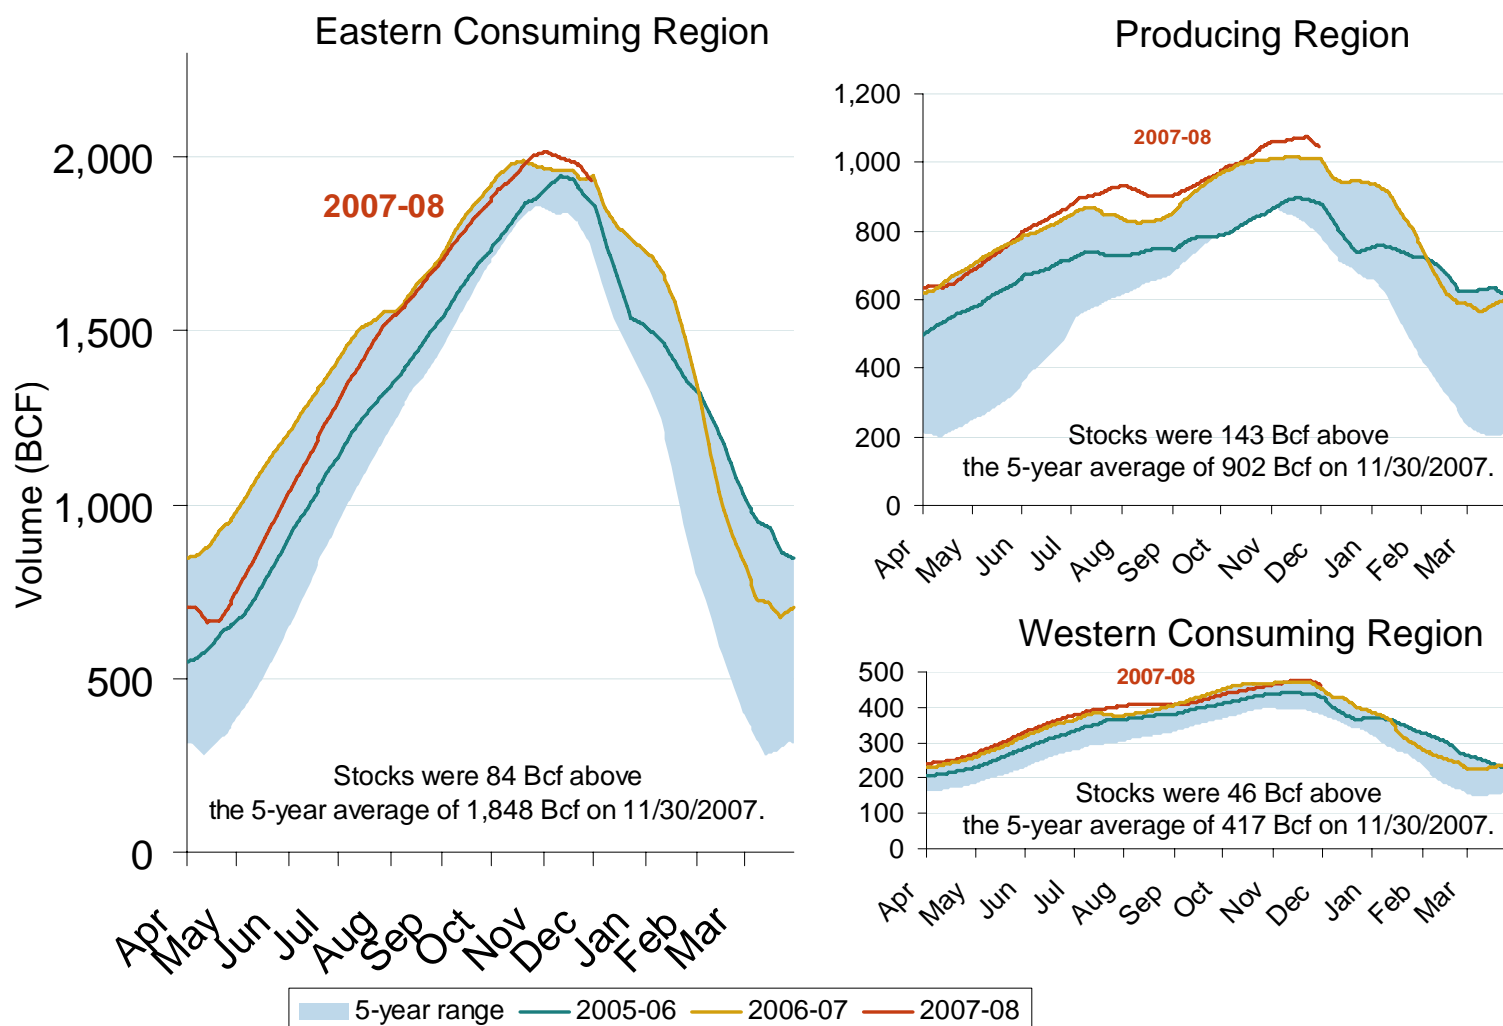 Eastern Consuming Region
Volume (BCF)
2,000
1,500
1,000
500
0
2007-08
Stocks were 84 Bcf above
the 5-year average of 1,848 Bcf on 11/30/2007.
Apr
May
Jun
Jul
Aug
Sep
Oct
Nov
Dec
Jan
Feb
Mar
Producing Region
1,200
1,000
800
600
400
200
0
2007-08
Stocks were 143 Bcf above
the 5-year average of 902 Bcf on 11/30/2007.
Apr
May
Jun
Jul
Aug
Sep
Oct
Nov
Dec
Jan
Feb
Mar
Western Consuming Region
500
400
300
200
100
0
2007-08
Stocks were 46 Bcf above
the 5-year average of 417 Bcf on 11/30/2007.
Apr
May
Jun
Jul
Aug
Sep
Oct
Nov
Dec
Jan
Feb
Mar
5-year range 2005-06 2006-07 2007-08